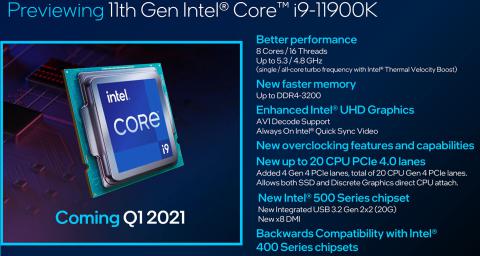 Previewing 11th Gen Intel® Core™ i9-11900K
intel.
CORE
i9
Coming Q1 2021
Better performance
8 Cores / 16 Threads
Up to 5.3 / 4.8 GHz
(single / all-core turbo frequency with Intel® Thermal Velocity Boost)
New faster memory
Up to DDR4-3200
Enhanced Intel® UHD Graphics
AV1 Decode Support
Always On Intel® Quick Sync Video
New overclocking features and capabilities
New up to 20 CPU PCIe 4.0 lanes
Added 4 Gen 4 PCIe lanes, total of 20 CPU Gen 4 PCIe lanes.
Allows both SSD and Discrete Graphics direct CPU attach.
New Intel® 500 Series chipset
New Integrated USB 3.2 Gen 2x2 (20G)
New x8 DMI
Backwards Compatibility with Intel®
400 Series chipsets